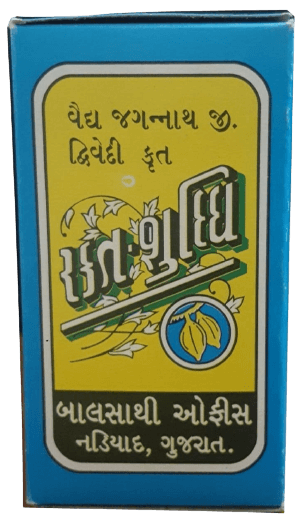 વૈદ્ય જગન્નાથ જી.
દ્વિવેદી કૃત
રક્ત-શુદ્ધિ
બાલસાથી ઓફીસ
નડિયાદ, ગુજરાત.